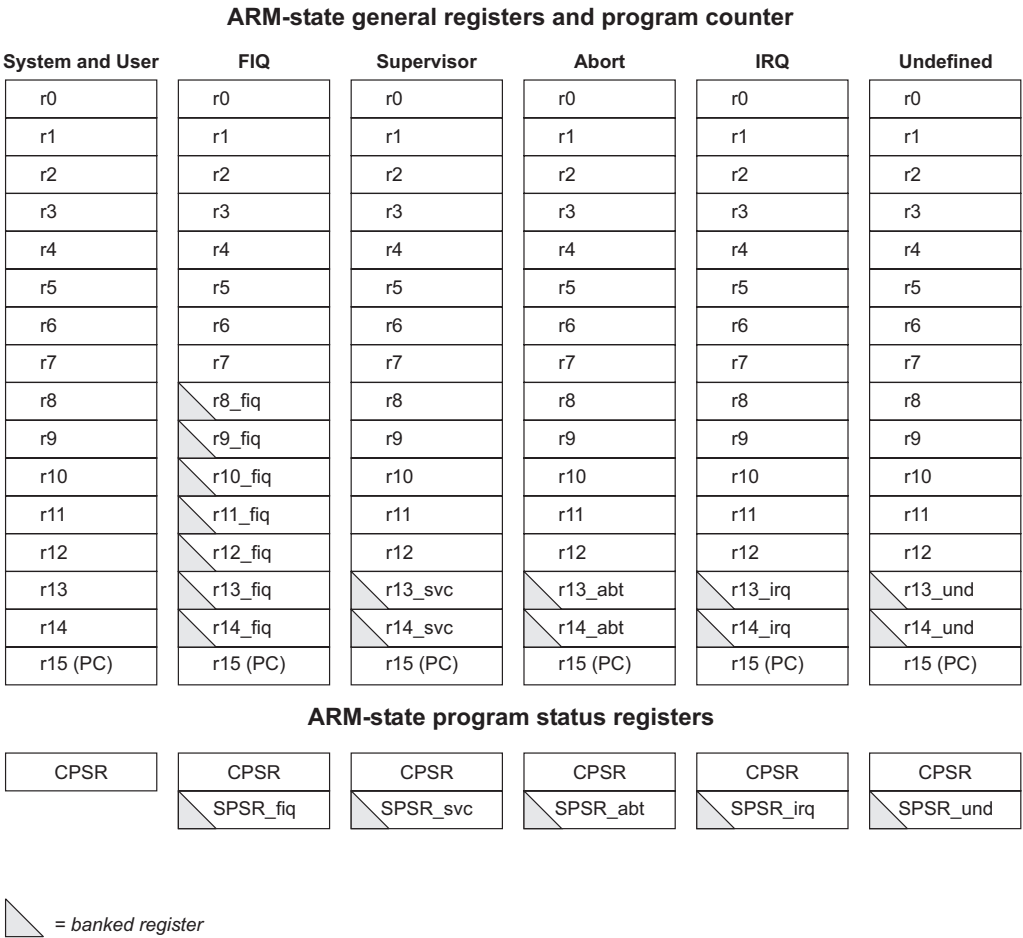 ARM-state general registers and program counter
System and User FIQ Supervisor Abort IRQ Undefined
r0 r0 r0 r0 r0 r0
r1 r1 r1 r1 r1 r1
r2 r2 r2 r2 r2 r2
r3 r3 r3 r3 r3 r3
r4 r4 r4 r4 r4 r4
r5 r5 r5 r5 r5 r5
r6 r6 r6 r6 r6 r6
r7 r7 r7 r7 r7 r7
r8 r8_fiq r8 r8 r8 r8
r9 r9_fiq r9 r9 r9 r9
r10 r10_fiq r10 r10 r10 r10
r11 r11_fiq r11 r11 r11 r11
r12 r12_fiq r12 r12 r12 r12
r13 r13_fiq r13_svc r13_abt r13_irq r13_und
r14 r14_fiq r14_svc r14_abt r14_irq r14_und
r15 (PC) r15 (PC) r15 (PC) r15 (PC) r15 (PC) r15 (PC)
ARM-state program status registers
CPSR CPSR CPSR CPSR CPSR CPSR
SPSR_fiq SPSR_svc SPSR_abt SPSR_irq SPSR_und
= banked register